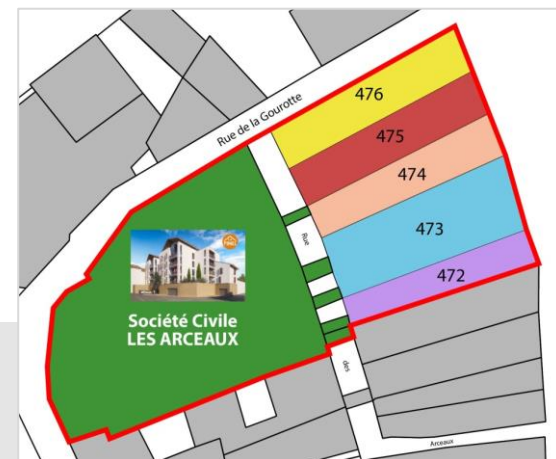 Rue de la Gourotte
476
475
474
473
472
Rue
des
Arceaux
Société Civile
LES ARCEAUX